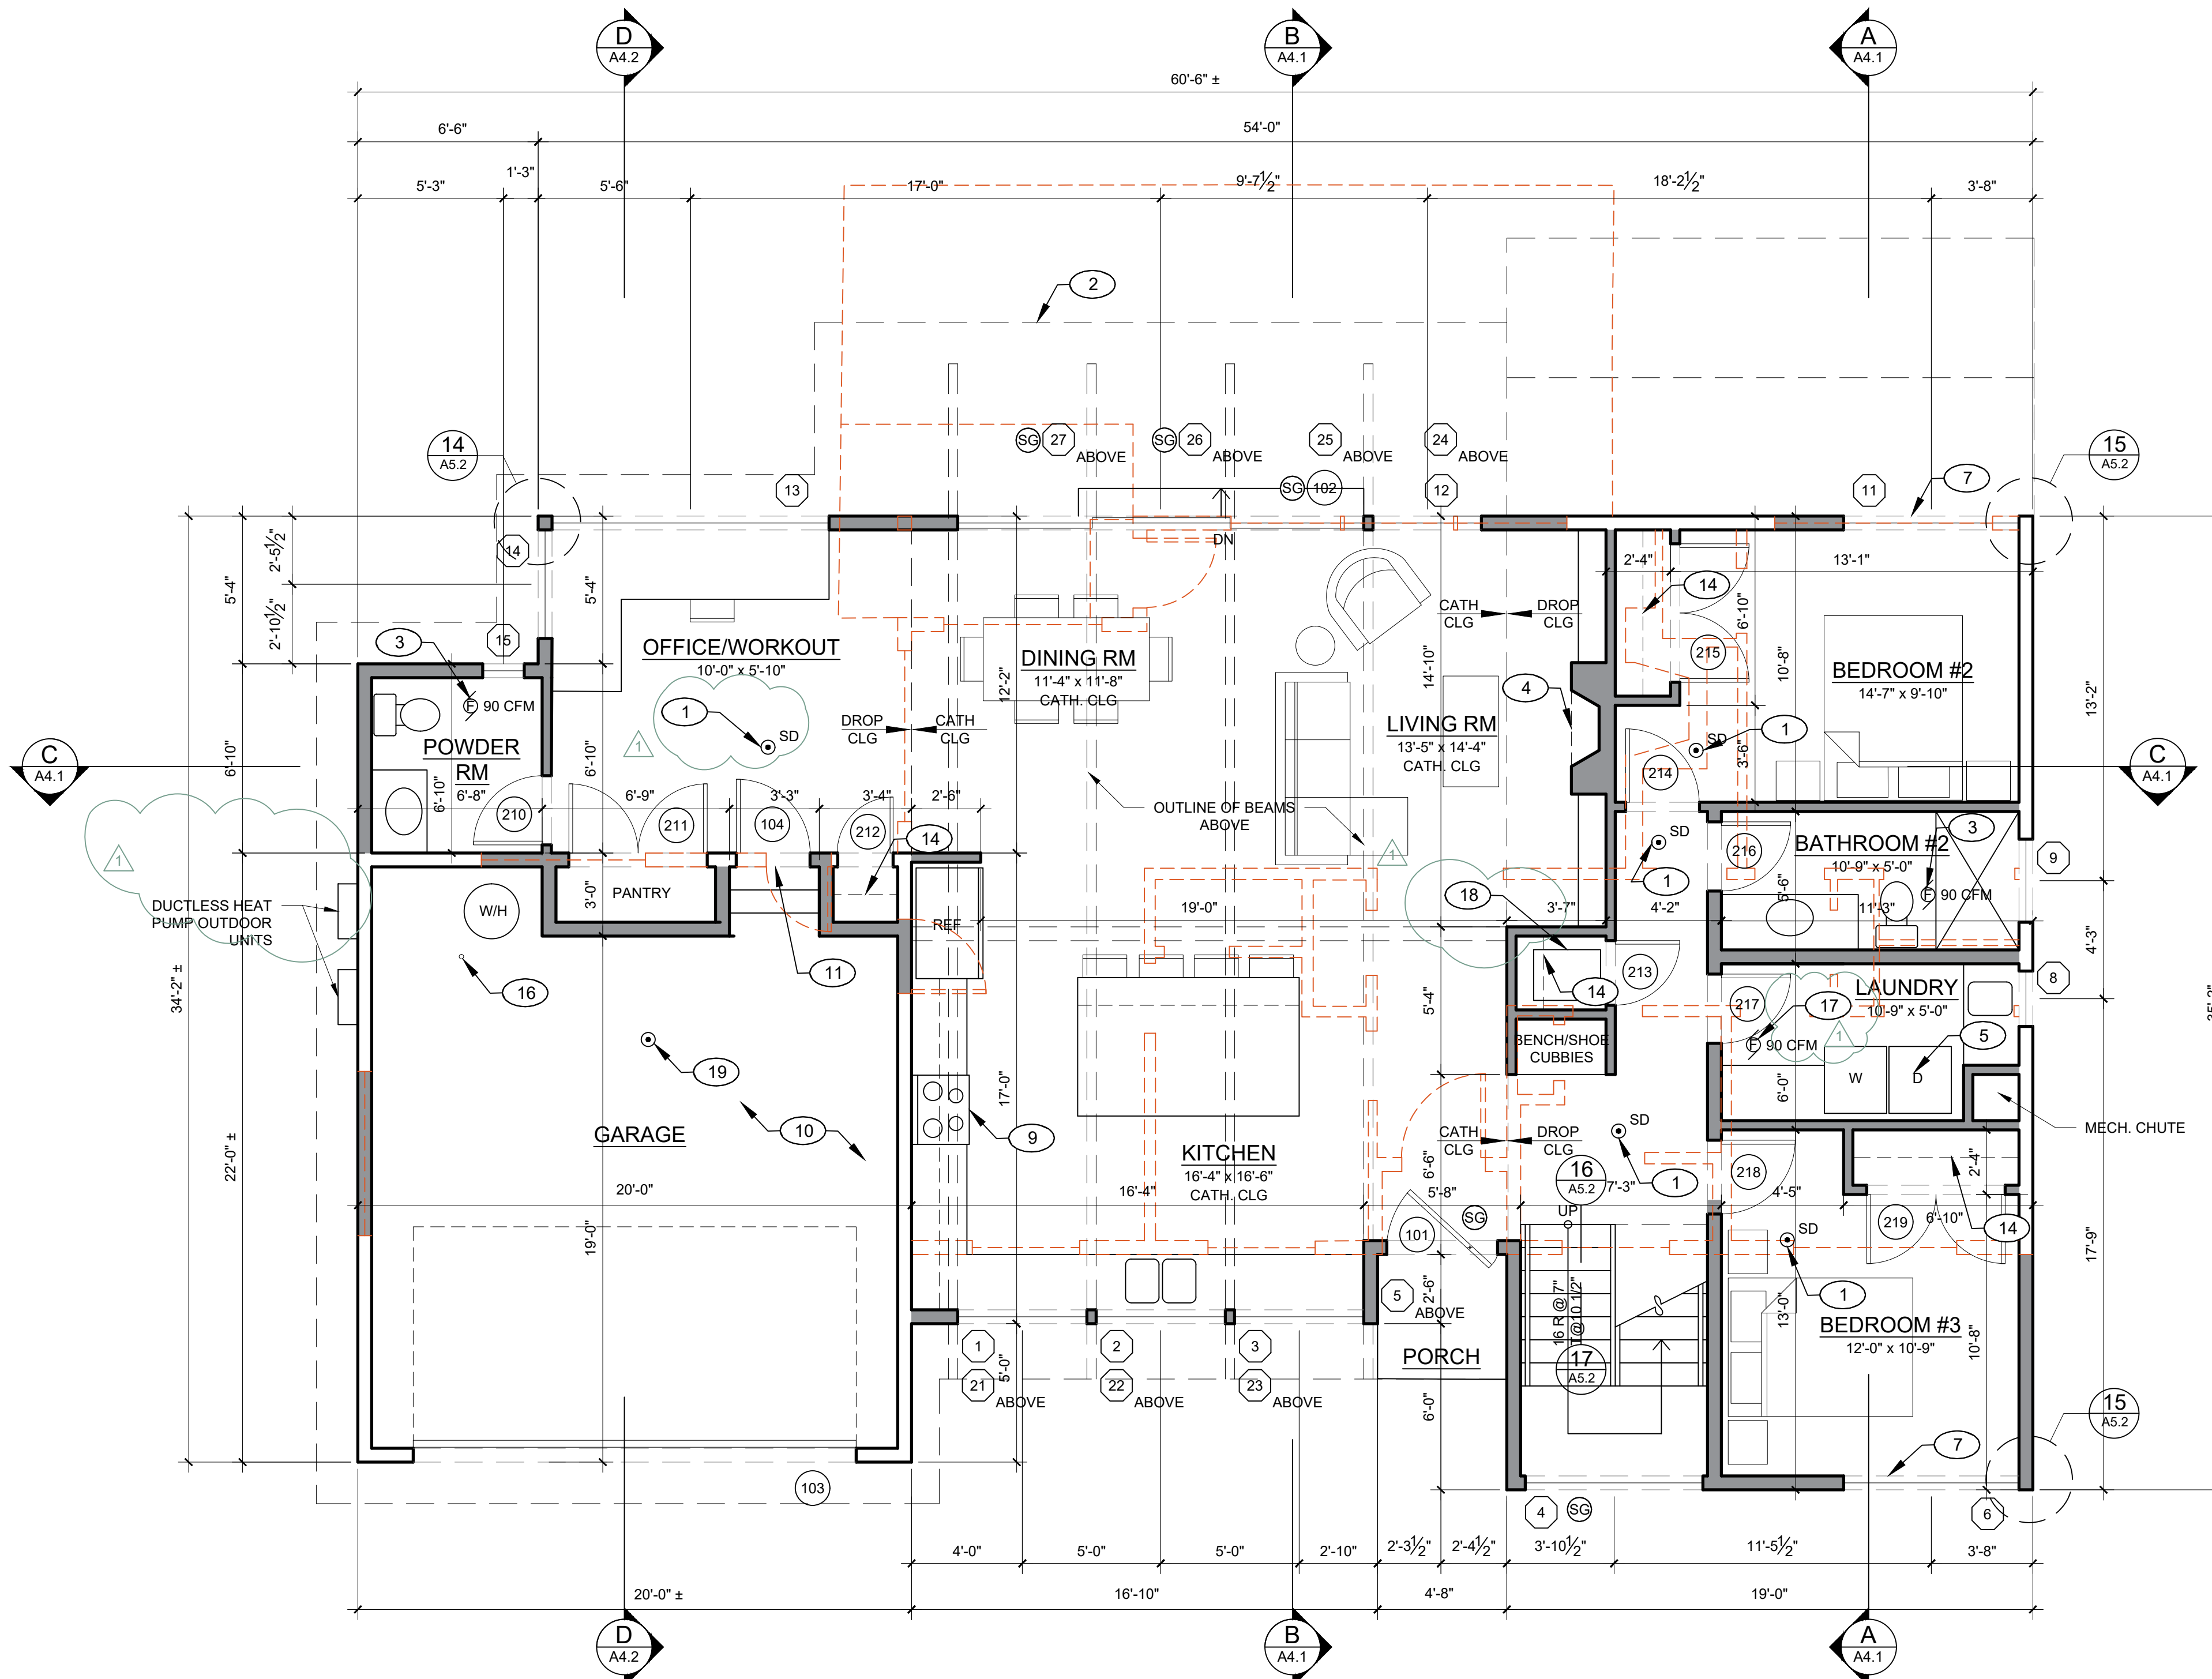 D
A4.2
B
A4.1
A
A4.1
60'-6" ±
6'-6"
54'-0"
5'-3"
1'-3"
5'-6"
17'-0"
9'-7½"
18'-2½"
3'-8"
2
14
A5.2
SG
27
ABOVE
SG
26
ABOVE
25
ABOVE
24
ABOVE
15
A5.2
13
SG
102
12
11
7
14
DN
5'-4"
2'-5½"
2'-10½"
5'-4"
2'-4"
13'-1"
14
3
15
OFFICE/WORKOUT
10'-0" x 5'-10"
DINING RM
11'-4" x 11'-8"
CATH. CLG
12'-2"
CATH
CLG
DROP
CLG
14'-10"
215
6'-10"
10'-8"
BEDROOM #2
14'-7" x 9'-10"
13'-2"
F
90 CFM
1
SD
1
DROP
CLG
CATH
CLG
4
LIVING RM
13'-5" x 14'-4"
CATH. CLG
1
SD
3'-6"
C
A4.1
POWDER
RM
6'-8"
6'-10"
6'-10"
6'-10"
C
A4.1
214
6'-9"
3'-3"
3'-4"
2'-6"
OUTLINE OF BEAMS
ABOVE
210
211
104
212
14
1
1
SD
216
BATHROOM #2
10'-9" x 5'-0"
3
9
F
90 CFM
5'-6"
1
DUCTLESS HEAT
PUMP OUTDOOR
UNITS
W/H
3'-0"
PANTRY
REF
19'-0"
18
3'-7"
4'-2"
11'-3"
4'-3"
16
11
14
213
34'-2" ±
35'-2"
5'-4"
217
LAUNDRY
10'-9" x 5'-0"
17
1
F
90 CFM
5
8
BENCH/SHOE
CUBBIES
19
W
D
6'-0"
17'-0"
10
9
GARAGE
KITCHEN
16'-4" x 16'-6"
CATH. CLG
CATH
CLG
DROP
CLG
SD
MECH. CHUTE
22'-0" ±
20'-0"
16'-4"
6'-6"
5'-8"
16
A5.2
7'-3"
1
218
4'-5"
2'-4"
6'-10"
219
14
19'-0"
SG
101
UP
SD
17'-9"
5
ABOVE
2'-6"
16 R @ 7"
T@10 1/2"
1
13'-0"
BEDROOM #3
12'-0" x 10'-9"
10'-8"
1
2
3
PORCH
17
A5.2
21
ABOVE
22
ABOVE
23
ABOVE
5'-0"
6'-0"
15
A5.2
7
103
4
SG
6
4'-0"
5'-0"
5'-0"
2'-10"
2'-3½"
2'-4½"
3'-10½"
11'-5½"
3'-8"
20'-0" ±
16'-10"
4'-8"
19'-0"
D
A4.2
B
A4.1
A
A4.1